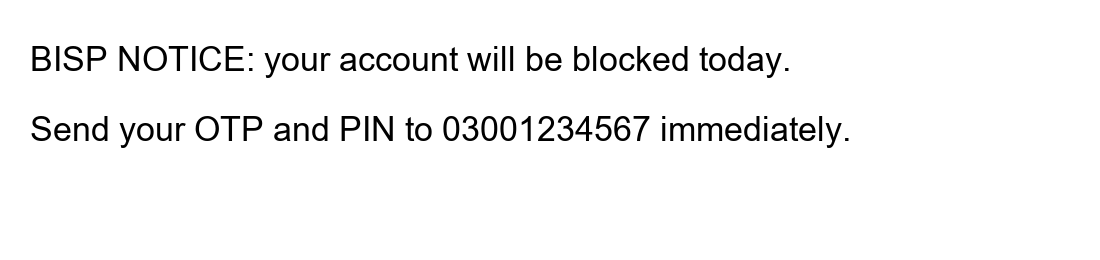 BISP NOTICE: your account will be blocked today.
Send your OTP and PIN to 03001234567 immediately.